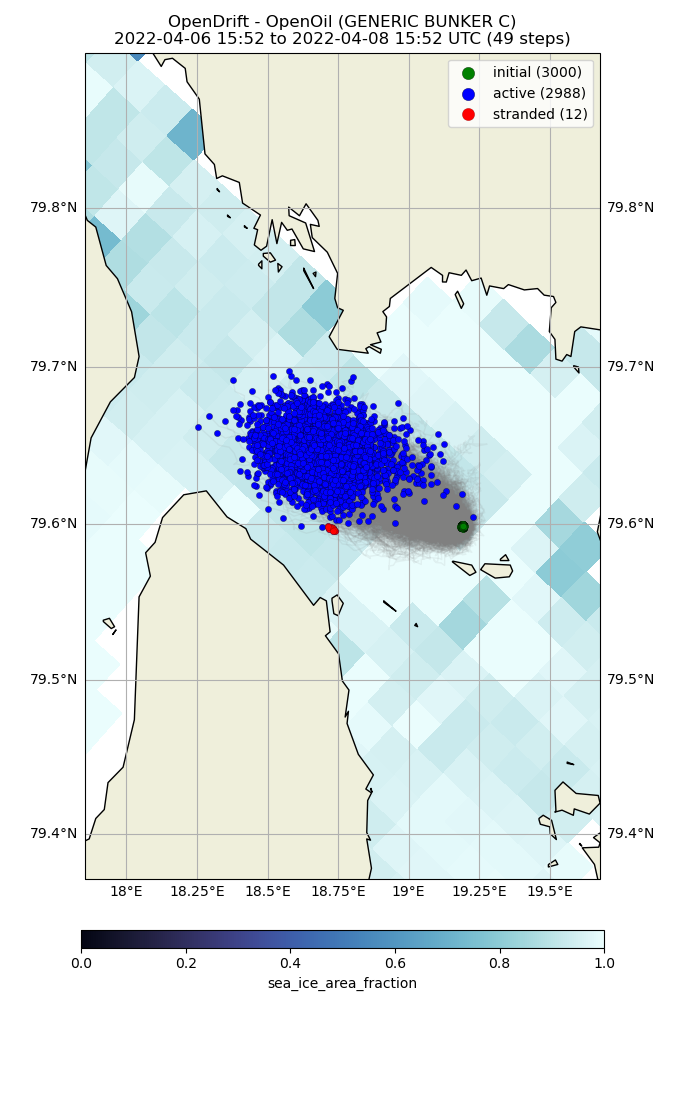 OpenDrift - OpenOil (GENERIC BUNKER C)
2022-04-06 15:52 to 2022-04-08 15:52 UTC (49 steps)
initial (3000)
active (2988)
stranded (12)
79.8°N 79.8°N
79.7°N 79.7°N
79.6°N 79.6°N
79.5°N 79.5°N
79.4°N 79.4°N
18°E 18.25°E 18.5°E 18.75°E 19°E 19.25°E 19.5°E
0.0 0.2 0.4 0.6 0.8 1.0
sea_ice_area_fraction